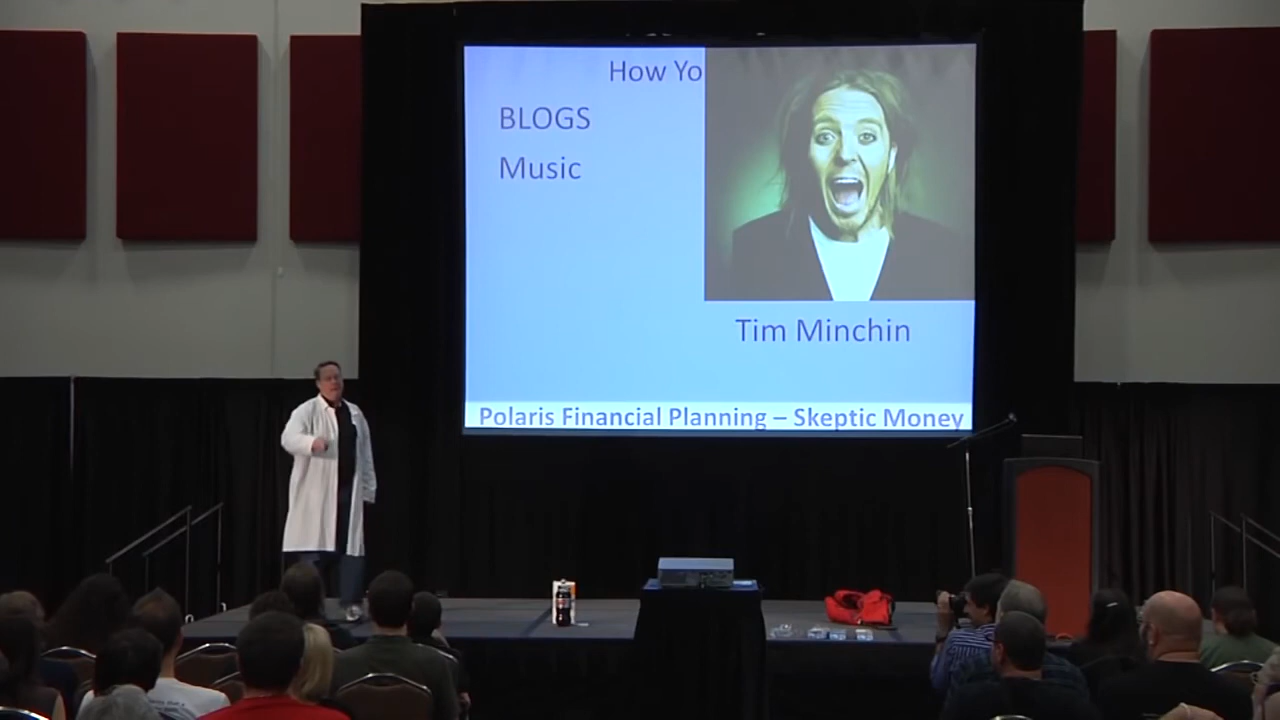 How Yo
BLOGS
Music
Tim Minchin
Polaris Financial Planning – Skeptic Money